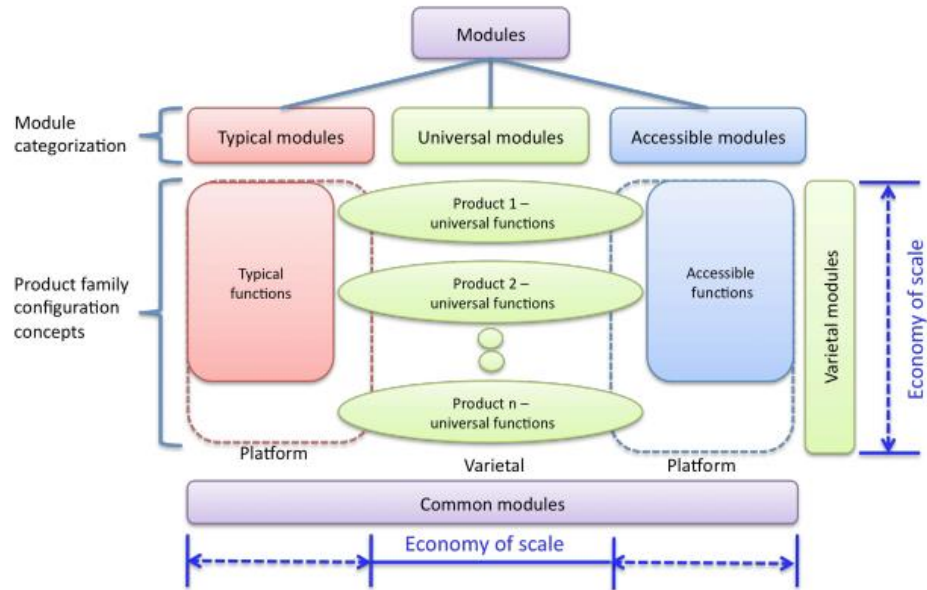 Modules
Module
categorization
Typical modules
Universal modules
Accessible modules
Product family
configuration
concepts
Typical
functions
Product 1 –
universal functions
Product 2 –
universal functions
Product n –
universal functions
Accessible
functions
Varietal modules
Economy of scale
Platform
Varietal
Platform
Common modules
Economy of scale